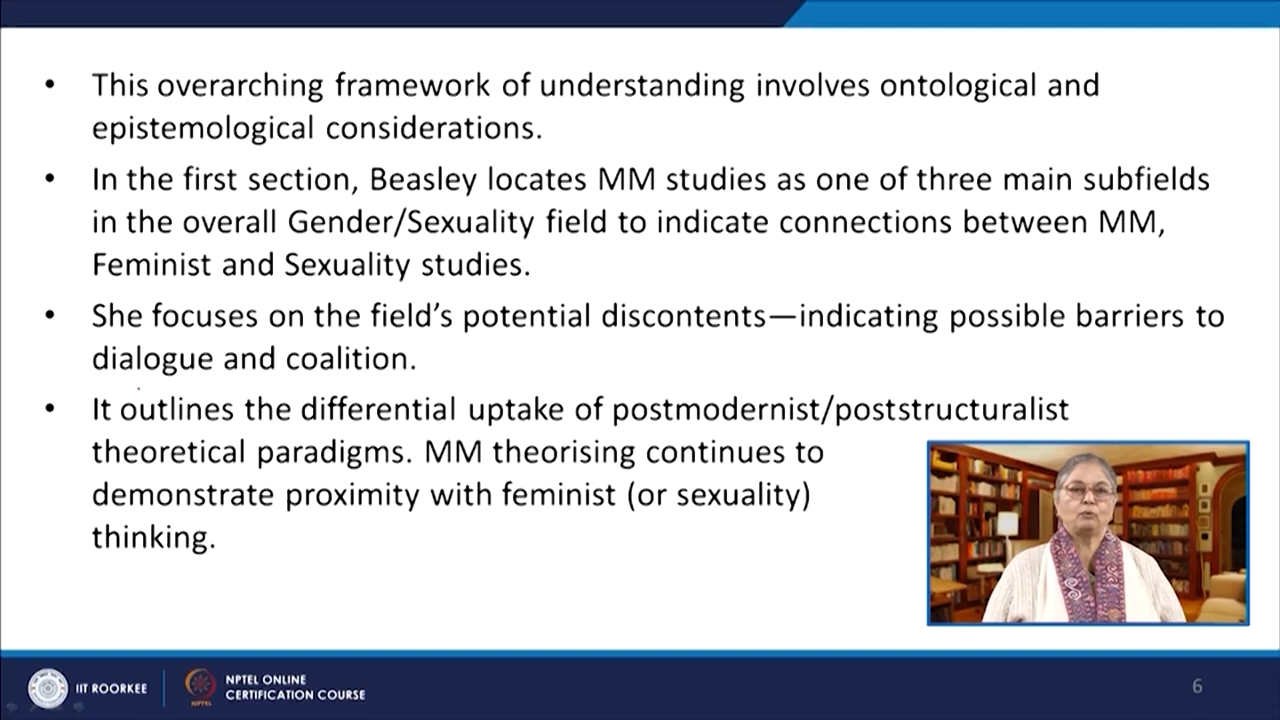 • This overarching framework of understanding involves ontological and
epistemological considerations.
• In the first section, Beasley locates MM studies as one of three main subfields
in the overall Gender/Sexuality field to indicate connections between MM,
Feminist and Sexuality studies.
• She focuses on the field's potential discontents—indicating possible barriers to
dialogue and coalition.
• It outlines the differential uptake of postmodernist/poststructuralist
theoretical paradigms. MM theorising continues to
demonstrate proximity with feminist (or sexuality)
thinking.
IIT ROORKEE
NPTEL
NPTEL ONLINE
CERTIFICATION COURSE
6